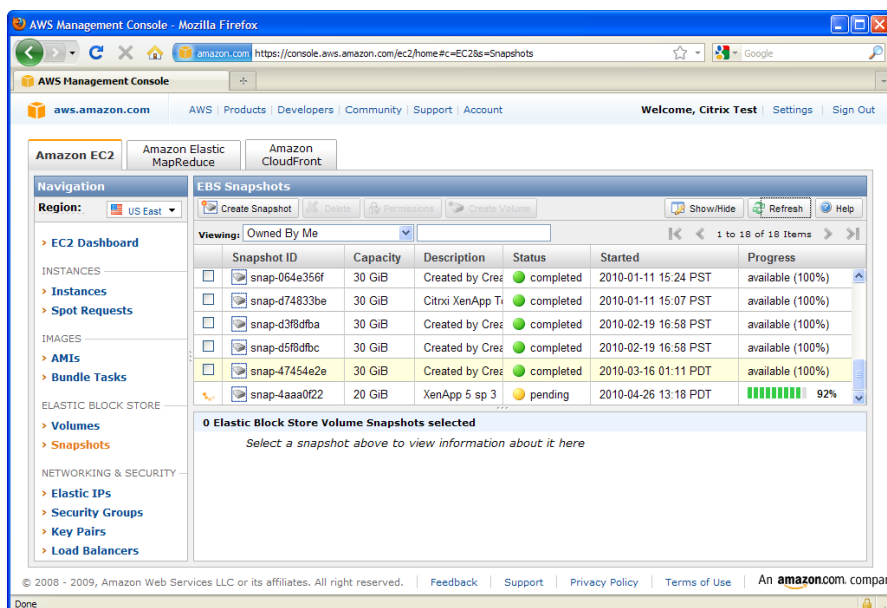 AWS Management Console - Mozilla Firefox
amazon.com https://console.aws.amazon.com/ec2/home#c=EC2&s=Snapshots
Google
AWS Management Console
aws.amazon.com AWS | Products | Developers | Community | Support | Account Welcome, Citrix Test | Settings | Sign Out
Amazon EC2
Amazon Elastic MapReduce
Amazon CloudFront
Navigation
Region: US East
> EC2 Dashboard
INSTANCES
> Instances
> Spot Requests
IMAGES
> AMIs
> Bundle Tasks
ELASTIC BLOCK STORE
> Volumes
> Snapshots
NETWORKING & SECURITY
> Elastic IPs
> Security Groups
> Key Pairs
> Load Balancers
EBS Snapshots
Create Snapshot Delete Permissions Create Volume Show/Hide Refresh Help
Viewing: Owned By Me 1 to 18 of 18 Items
Snapshot ID Capacity Description Status Started Progress
snap-064e356f 30 GiB Created by Crea completed 2010-01-11 15:24 PST available (100%)
snap-d74833be 30 GiB Citrxi XenApp T completed 2010-01-11 15:07 PST available (100%)
snap-d3f8dfba 30 GiB Created by Crea completed 2010-02-19 16:58 PST available (100%)
snap-d5f8dfbc 30 GiB Created by Crea completed 2010-02-19 16:58 PST available (100%)
snap-47454e2e 30 GiB Created by Crea completed 2010-03-16 01:11 PDT available (100%)
snap-4aaa0f22 20 GiB XenApp 5 sp 3 pending 2010-04-26 13:18 PDT 92%
0 Elastic Block Store Volume Snapshots selected
Select a snapshot above to view information about it here
© 2008 - 2009, Amazon Web Services LLC or its affiliates. All right reserved. | Feedback | Support | Privacy Policy | Terms of Use | An amazon.com. compan
Done